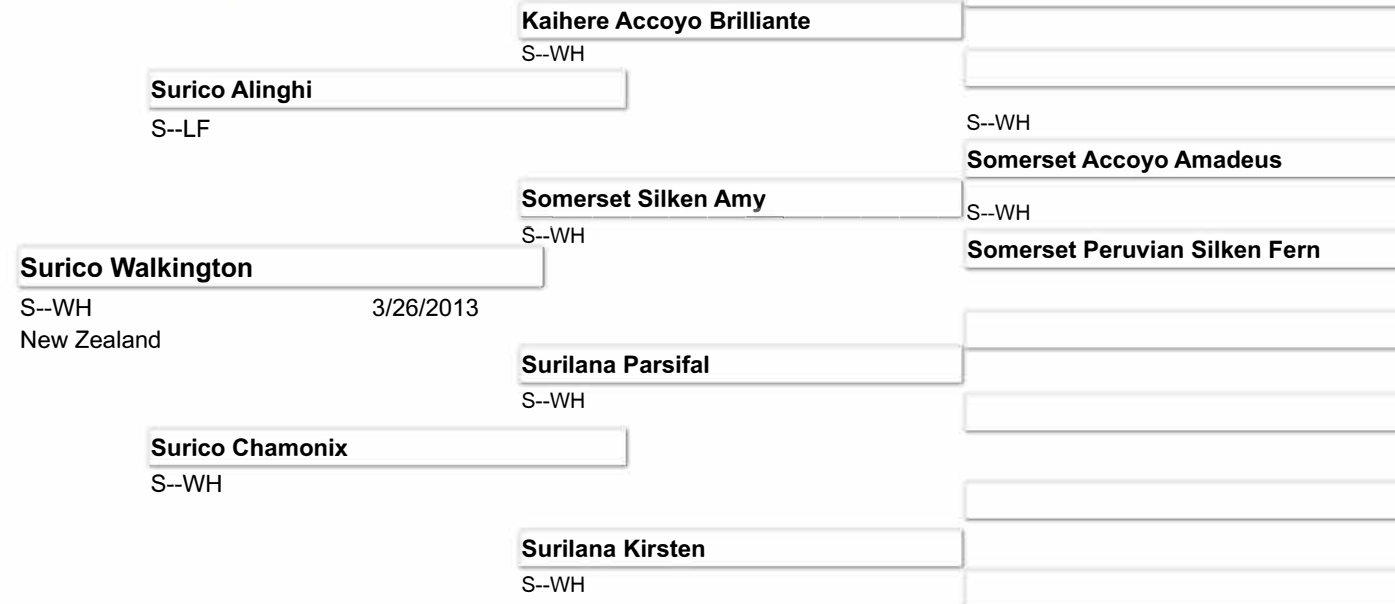 Kaihere Accoyo Brilliante
S--WH
Surico Alinghi
S--LF
S--WH
Somerset Accoyo Amadeus
Somerset Silken Amy
S--WH
S--WH
Somerset Peruvian Silken Fern
Surico Walkington
S--WH 3/26/2013
New Zealand
Surilana Parsifal
S--WH
Surico Chamonix
S--WH
Surilana Kirsten
S--WH